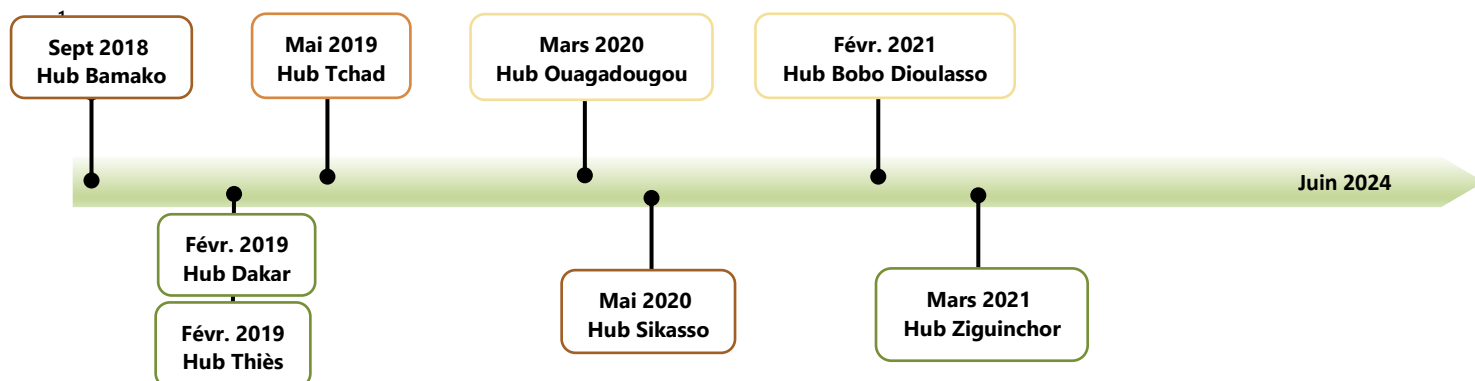 Sept 2018
Hub Bamako
Mai 2019
Hub Tchad
Mars 2020
Hub Ouagadougou
Févr. 2021
Hub Bobo Dioulasso
Juin 2024
Févr. 2019
Hub Dakar
Févr. 2019
Hub Thiès
Mai 2020
Hub Sikasso
Mars 2021
Hub Ziguinchor